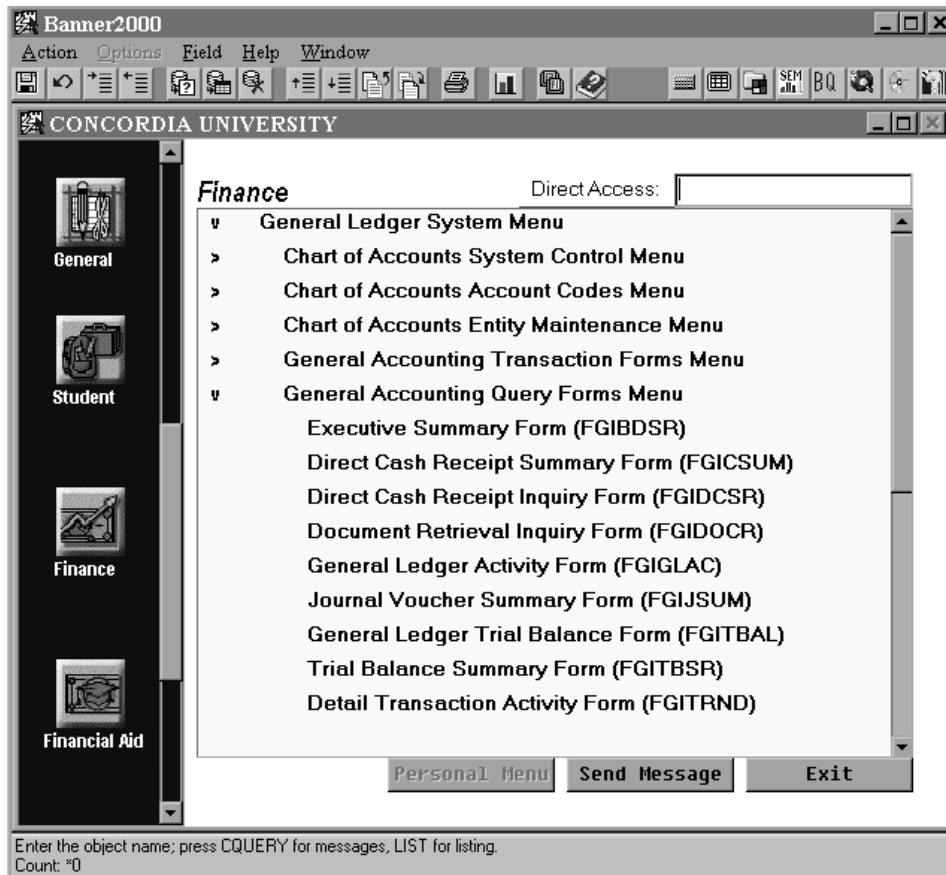 Banner2000
Action Options Field Help Window
SEM BQ
CONCORDIA UNIVERSITY
Finance Direct Access:
v General Ledger System Menu
General > Chart of Accounts System Control Menu
> Chart of Accounts Account Codes Menu
> Chart of Accounts Entity Maintenance Menu
> General Accounting Transaction Forms Menu
Student v General Accounting Query Forms Menu
Executive Summary Form (FGIBDSR)
Direct Cash Receipt Summary Form (FGICSUM)
Direct Cash Receipt Inquiry Form (FGIDCSR)
Document Retrieval Inquiry Form (FGIDOCR)
Finance General Ledger Activity Form (FGIGLAC)
Journal Voucher Summary Form (FGIJSUM)
General Ledger Trial Balance Form (FGITBAL)
Trial Balance Summary Form (FGITBSR)
Detail Transaction Activity Form (FGITRND)
Financial Aid
Personal Menu Send Message Exit
Enter the object name; press CQUERY for messages, LIST for listing.
Count: *0